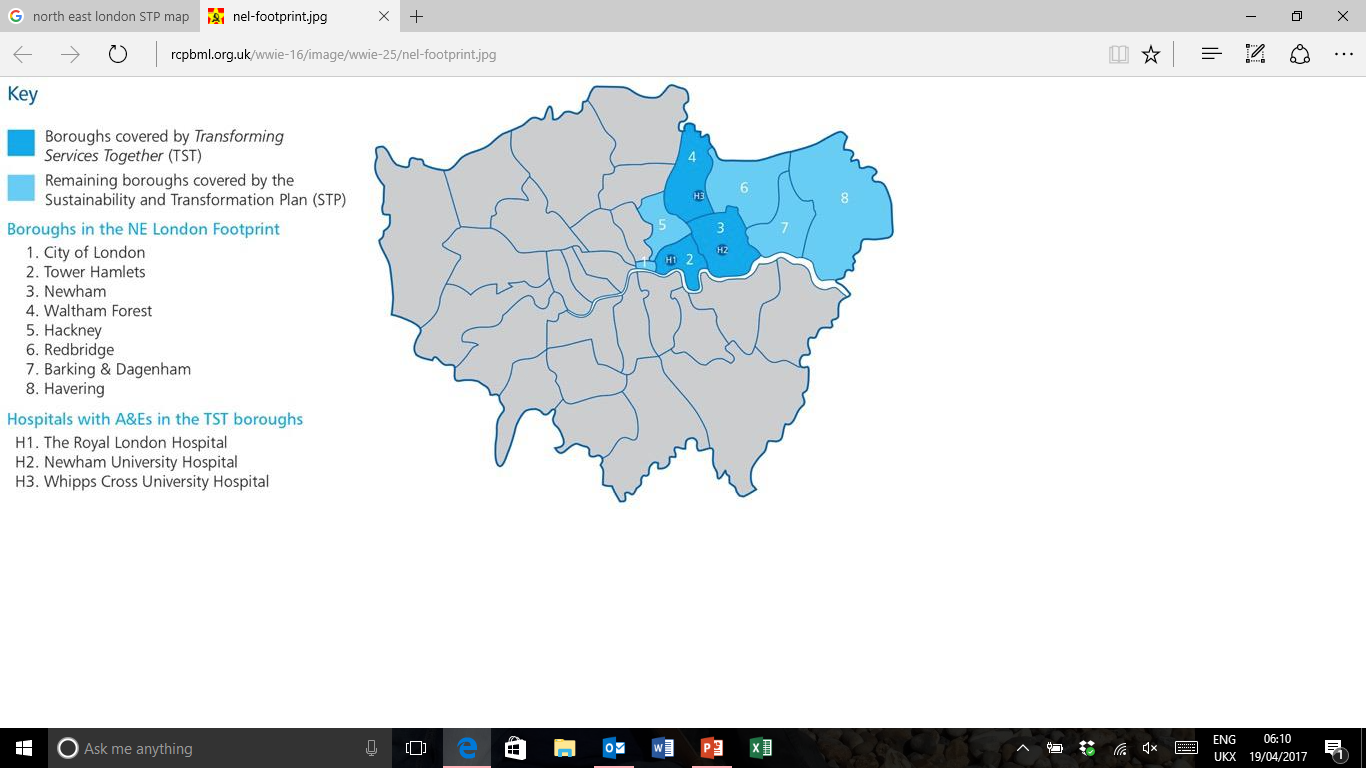 north east london STP map
nel-footprint.jpg
rcpbml.org.uk/wwie-16/image/wwie-25/nel-footprint.jpg
Key
Boroughs covered by Transforming
Services Together (TST)
Remaining boroughs covered by the
Sustainability and Transformation Plan (STP)
Boroughs in the NE London Footprint
1. City of London
2. Tower Hamlets
3. Newham
4. Waltham Forest
5. Hackney
6. Redbridge
7. Barking & Dagenham
8. Havering
Hospitals with A&Es in the TST boroughs
H1. The Royal London Hospital
H2. Newham University Hospital
H3. Whipps Cross University Hospital
4
H3
6
8
5
3
7
H2
1
H1
2
Ask me anything
ENG
UKX
06:10
19/04/2017
1